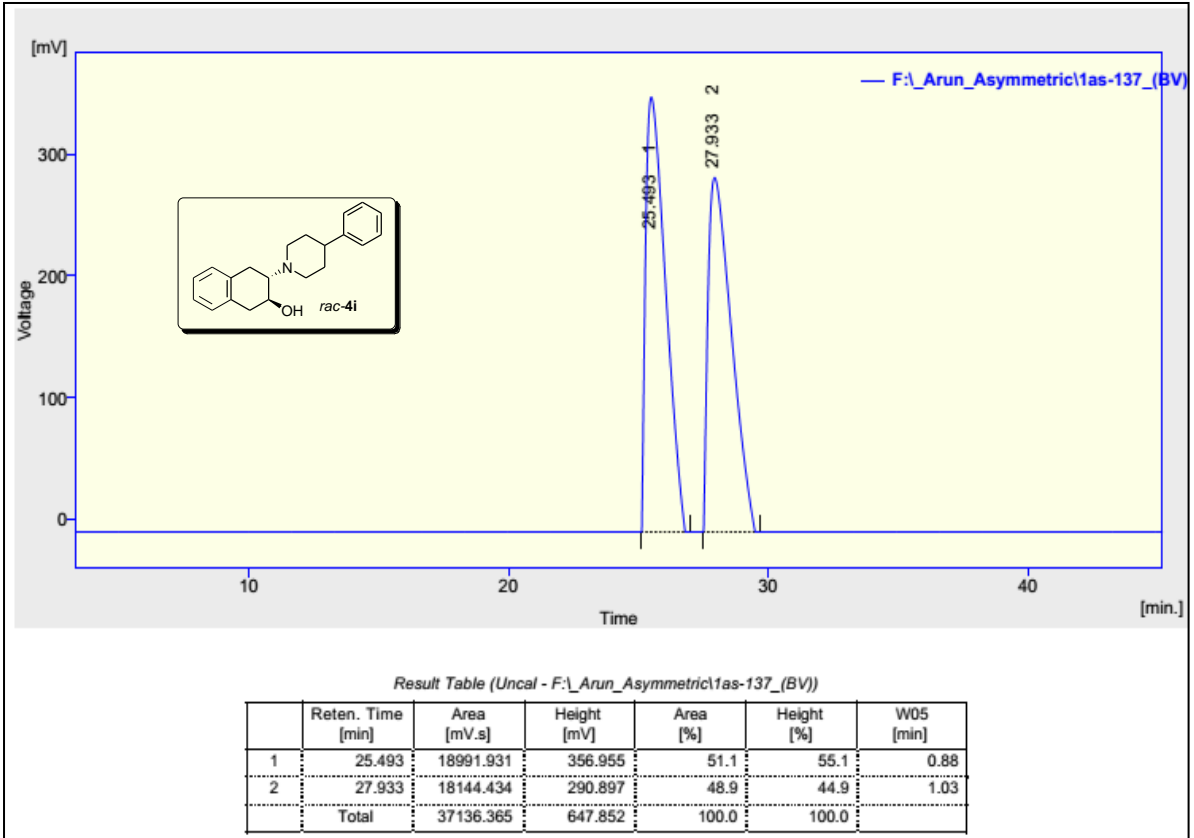 [mV]
F:\_Arun_Asymmetric\1as-137_(BV)
300
200
100
0
Voltage
25.493 1
27.933 2
N
OH rac-4i
10 20 30 40
Time
[min.]
Result Table (Uncal - F:\_Arun_Asymmetric\1as-137_(BV))
Reten. Time [min] Area [mV.s] Height [mV] Area [%] Height [%] W05 [min]
1 25.493 18991.931 356.955 51.1 55.1 0.88
2 27.933 18144.434 290.897 48.9 44.9 1.03
Total 37136.365 647.852 100.0 100.0